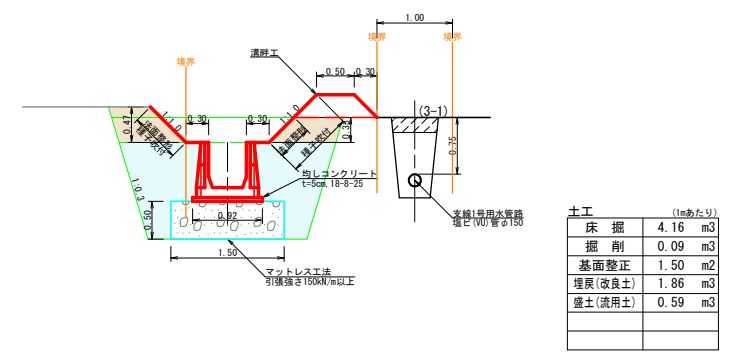 1.00
境界
境界
境界
溝畔工
0.50
0.30
1:1.0
1:1.0
(3-1)
0.47
法面整型
種子吹付
0.30
0.30
法面整型
種子吹付
0.33
0.75
1:0.3
均しコンクリート
t=5cm,18-8-25
0.50
0.92
1.50
支線1号用水管路
塩ビ(VU)管φ150
マットレス工法
引張強さ150kN/m以上
土工 (1mあたり)
床 掘 4.16 m3
掘 削 0.09 m3
基面整正 1.50 m2
埋戻(改良土) 1.86 m3
盛土(流用土) 0.59 m3